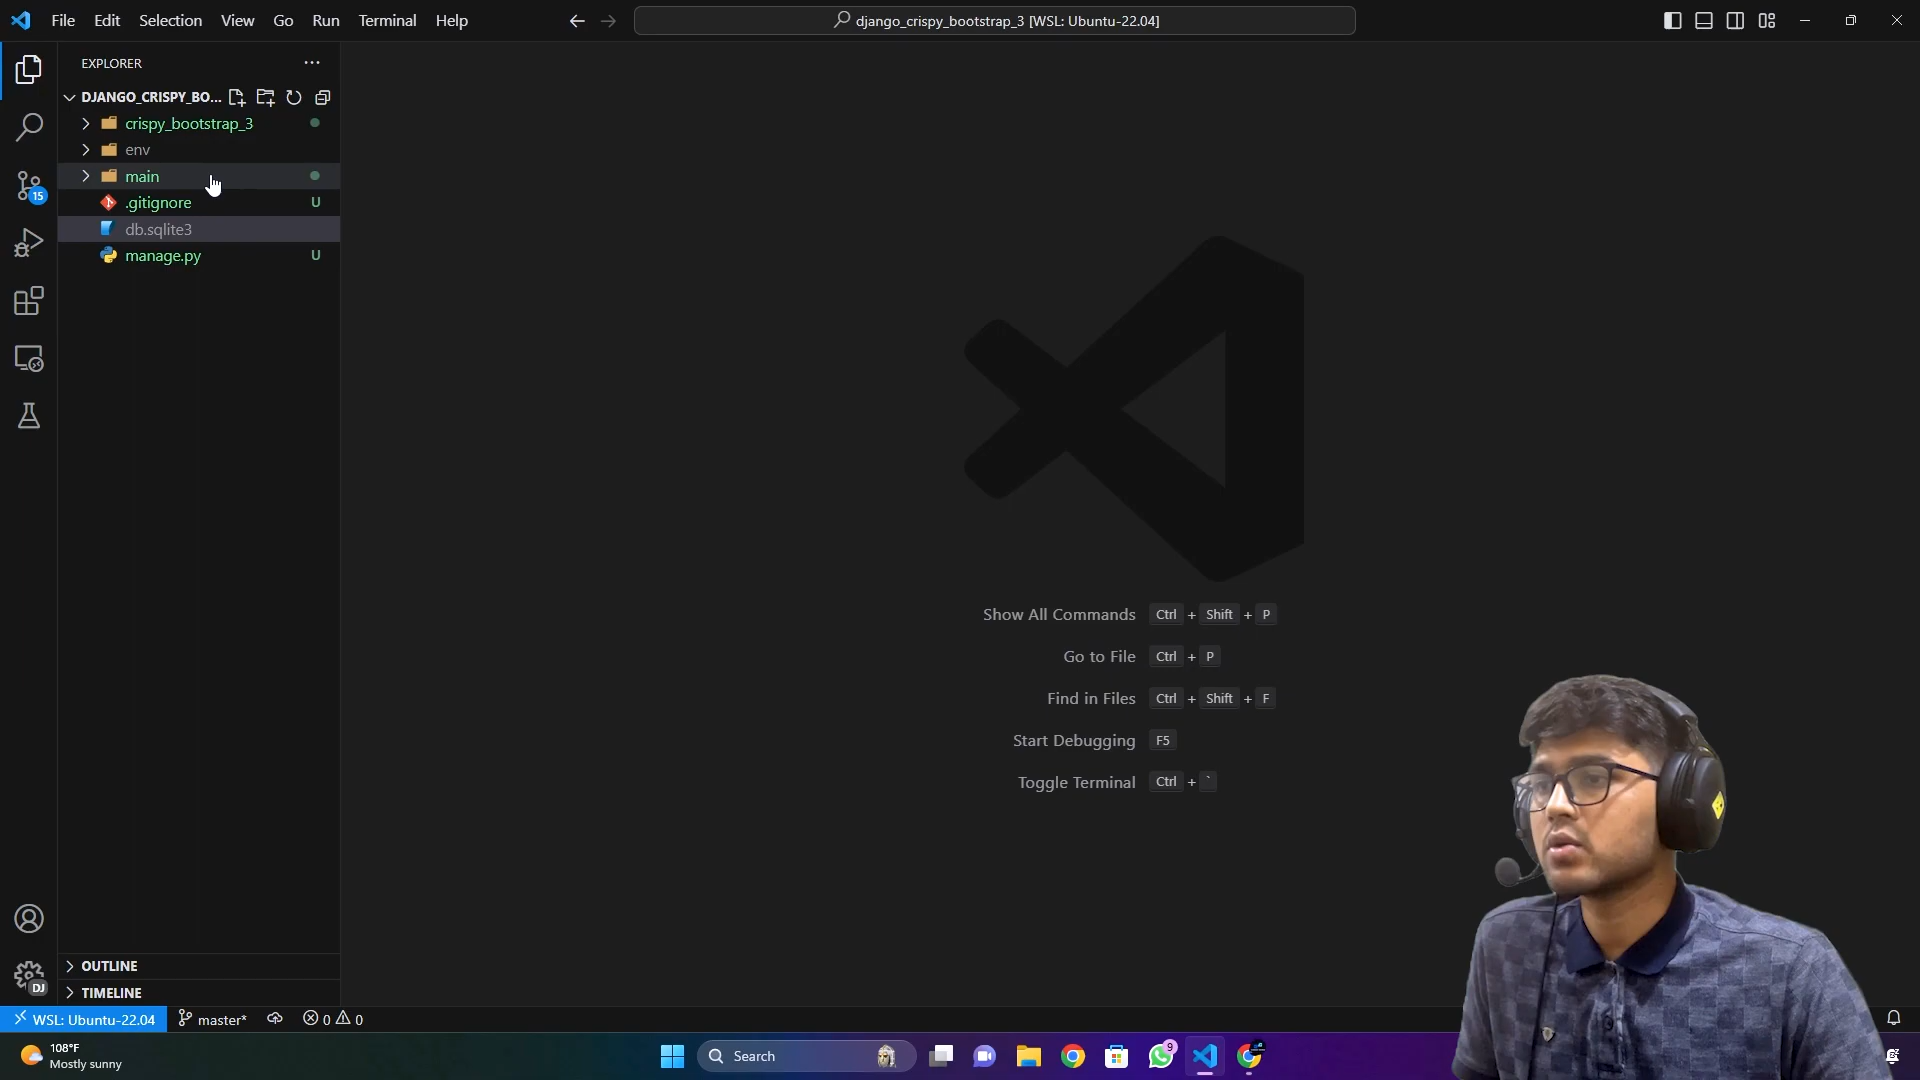 File Edit Selection View Go Run Terminal Help
django_crispy_bootstrap_3 [WSL: Ubuntu-22.04]
EXPLORER
DJANGO_CRISPY_BO...
crispy_bootstrap_3
env
main
.gitignore U
db.sqlite3
manage.py U
15
Show All Commands Ctrl + Shift + P
Go to File Ctrl + P
Find in Files Ctrl + Shift + F
Start Debugging F5
Toggle Terminal Ctrl + `
DJ
OUTLINE
TIMELINE
WSL: Ubuntu-22.04 master* 0 0
108°F
Mostly sunny
Search
9